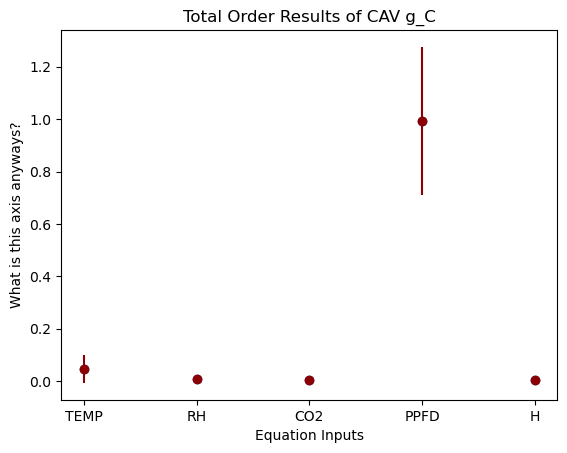 Total Order Results of CAV g_C
What is this axis anyways?
1.2
1.0
0.8
0.6
0.4
0.2
0.0
TEMP RH CO2 PPFD H
Equation Inputs